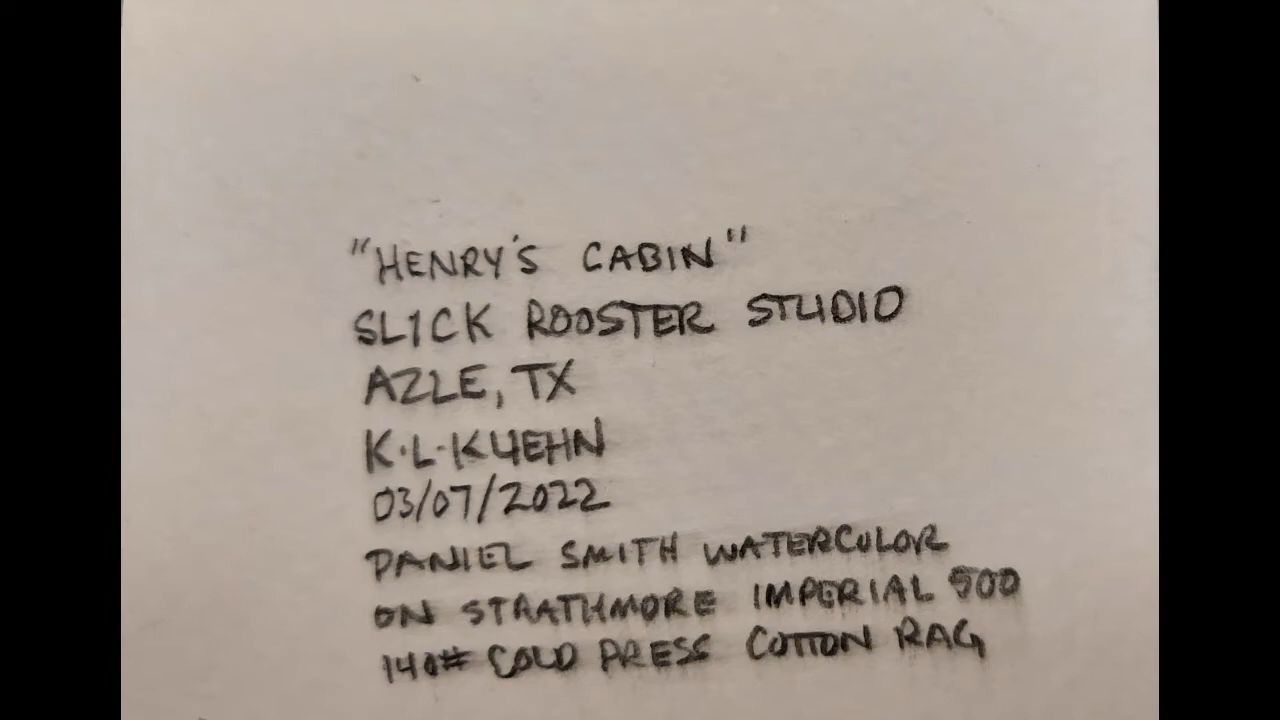 "HENRY'S CABIN"
SLICK ROOSTER STUDIO
AZLE, TX
K.L.KUEHN
03/07/2022
DANIEL SMITH WATERCOLOR
ON STRATHMORE IMPERIAL 500
140# COLD PRESS COTTON RAG